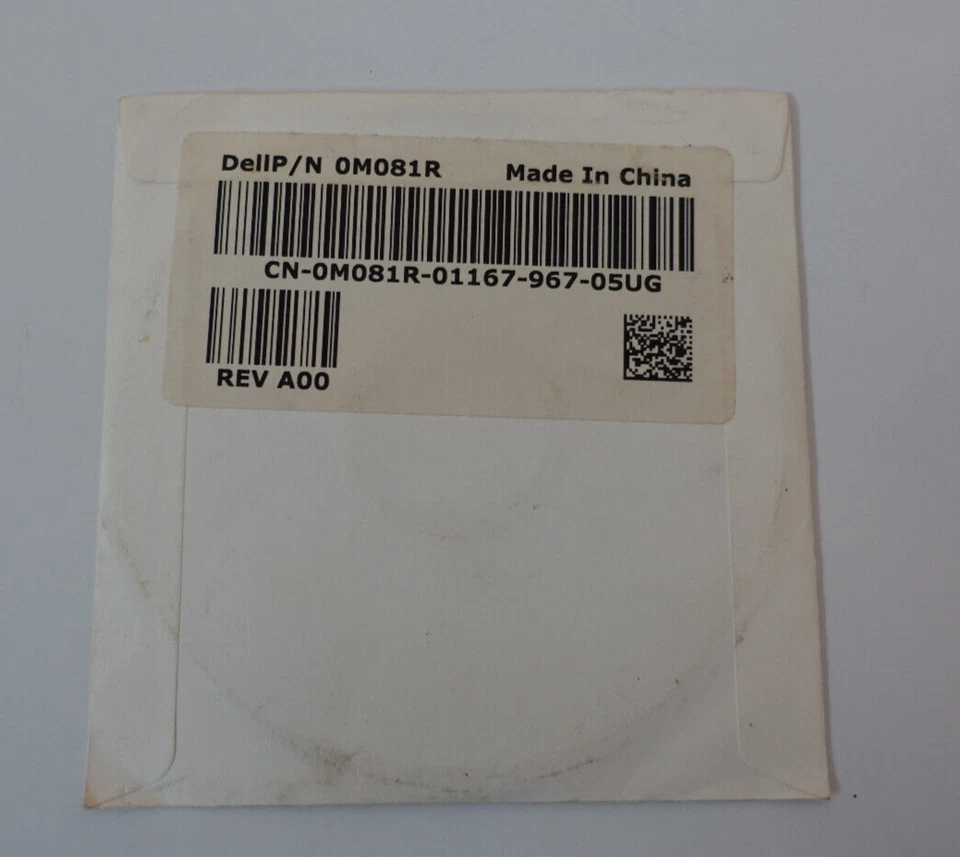 DellP/N 0M081R Made In China
CN-0M081R-01167-967-05UG
REV A00